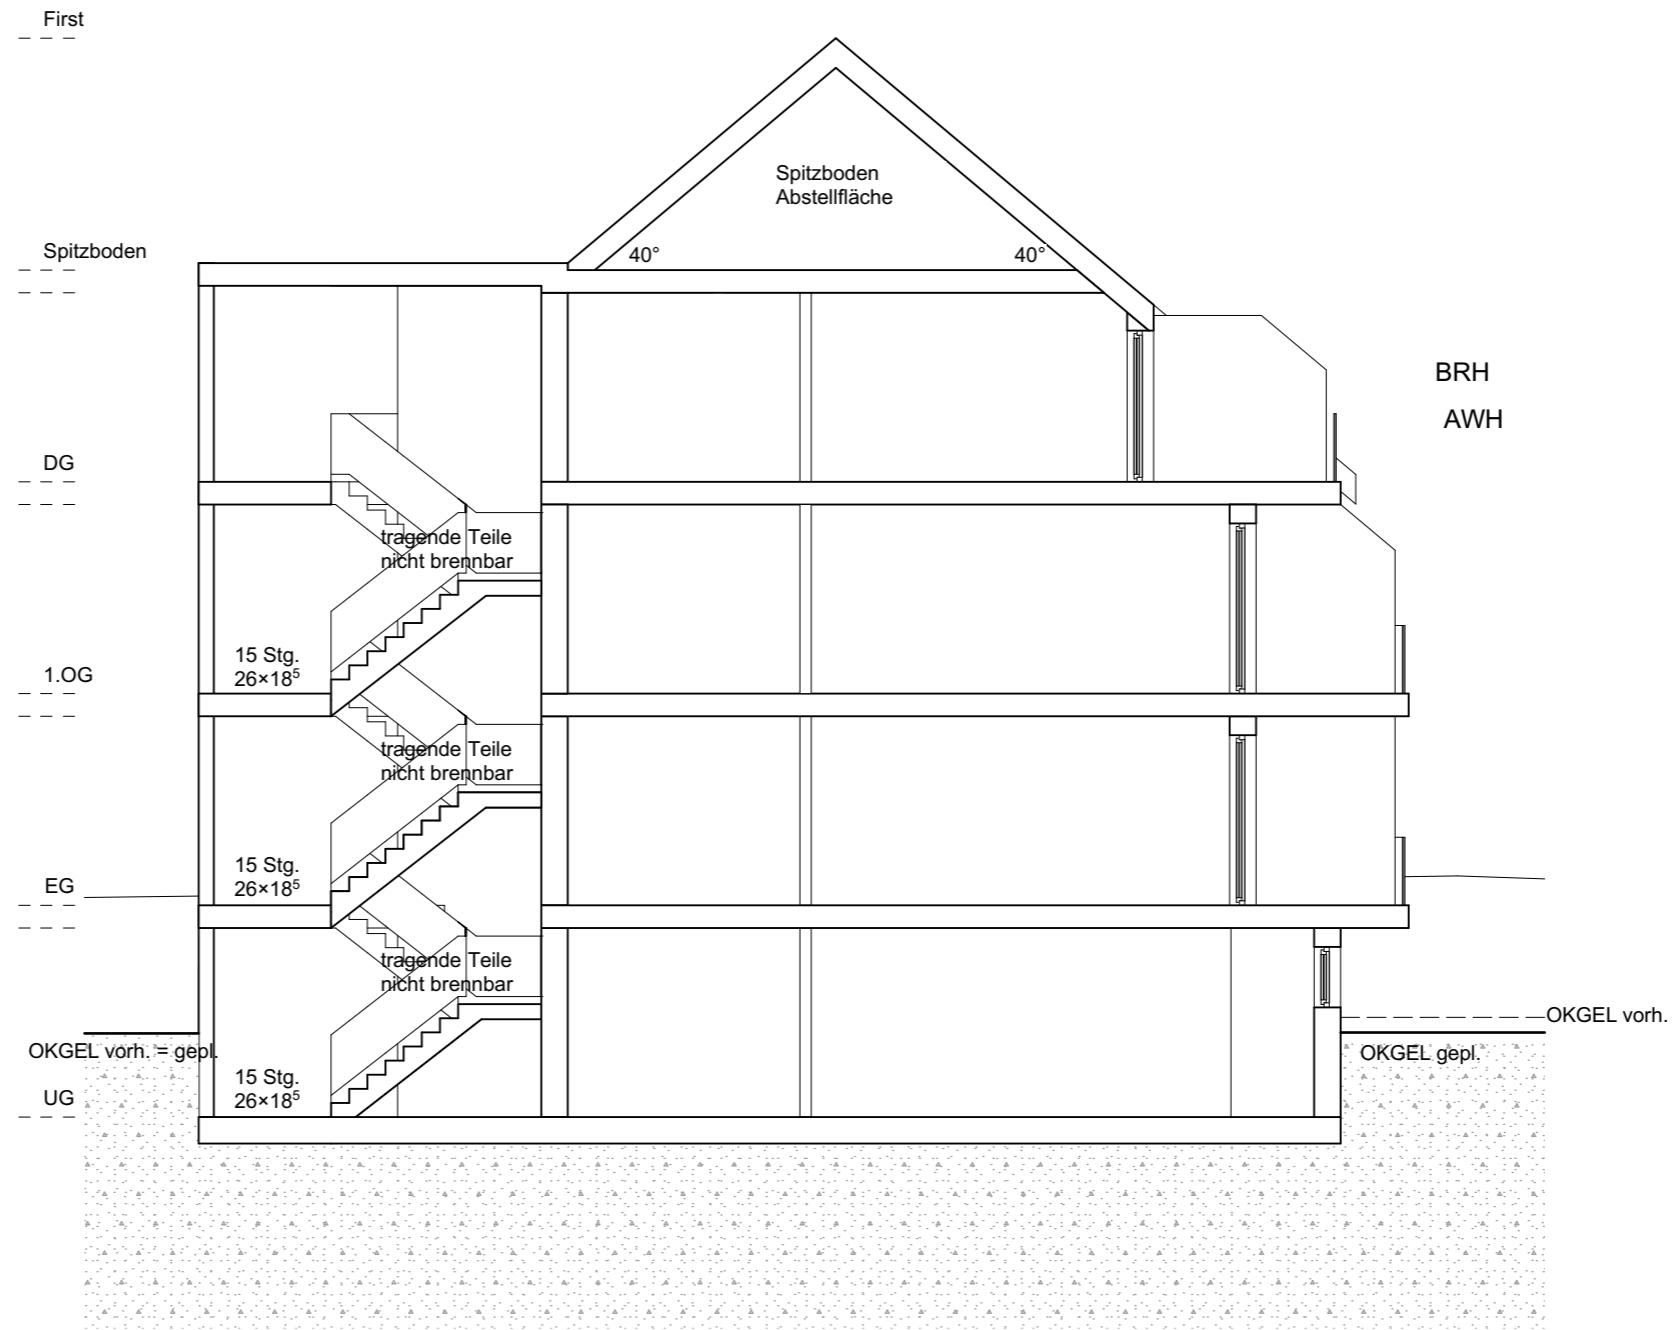 First
Spitzboden
Abstellfläche
Spitzboden
40°
40°
BRH
AWH
DG
tragende Teile
nicht brennbar
15 Stg.
26×18⁵
1.OG
tragende Teile
nicht brennbar
15 Stg.
26×18⁵
EG
tragende Teile
nicht brennbar
OKGEL vorh.
OKGEL vorh. = gepl.
OKGEL gepl.
15 Stg.
26×18⁵
UG